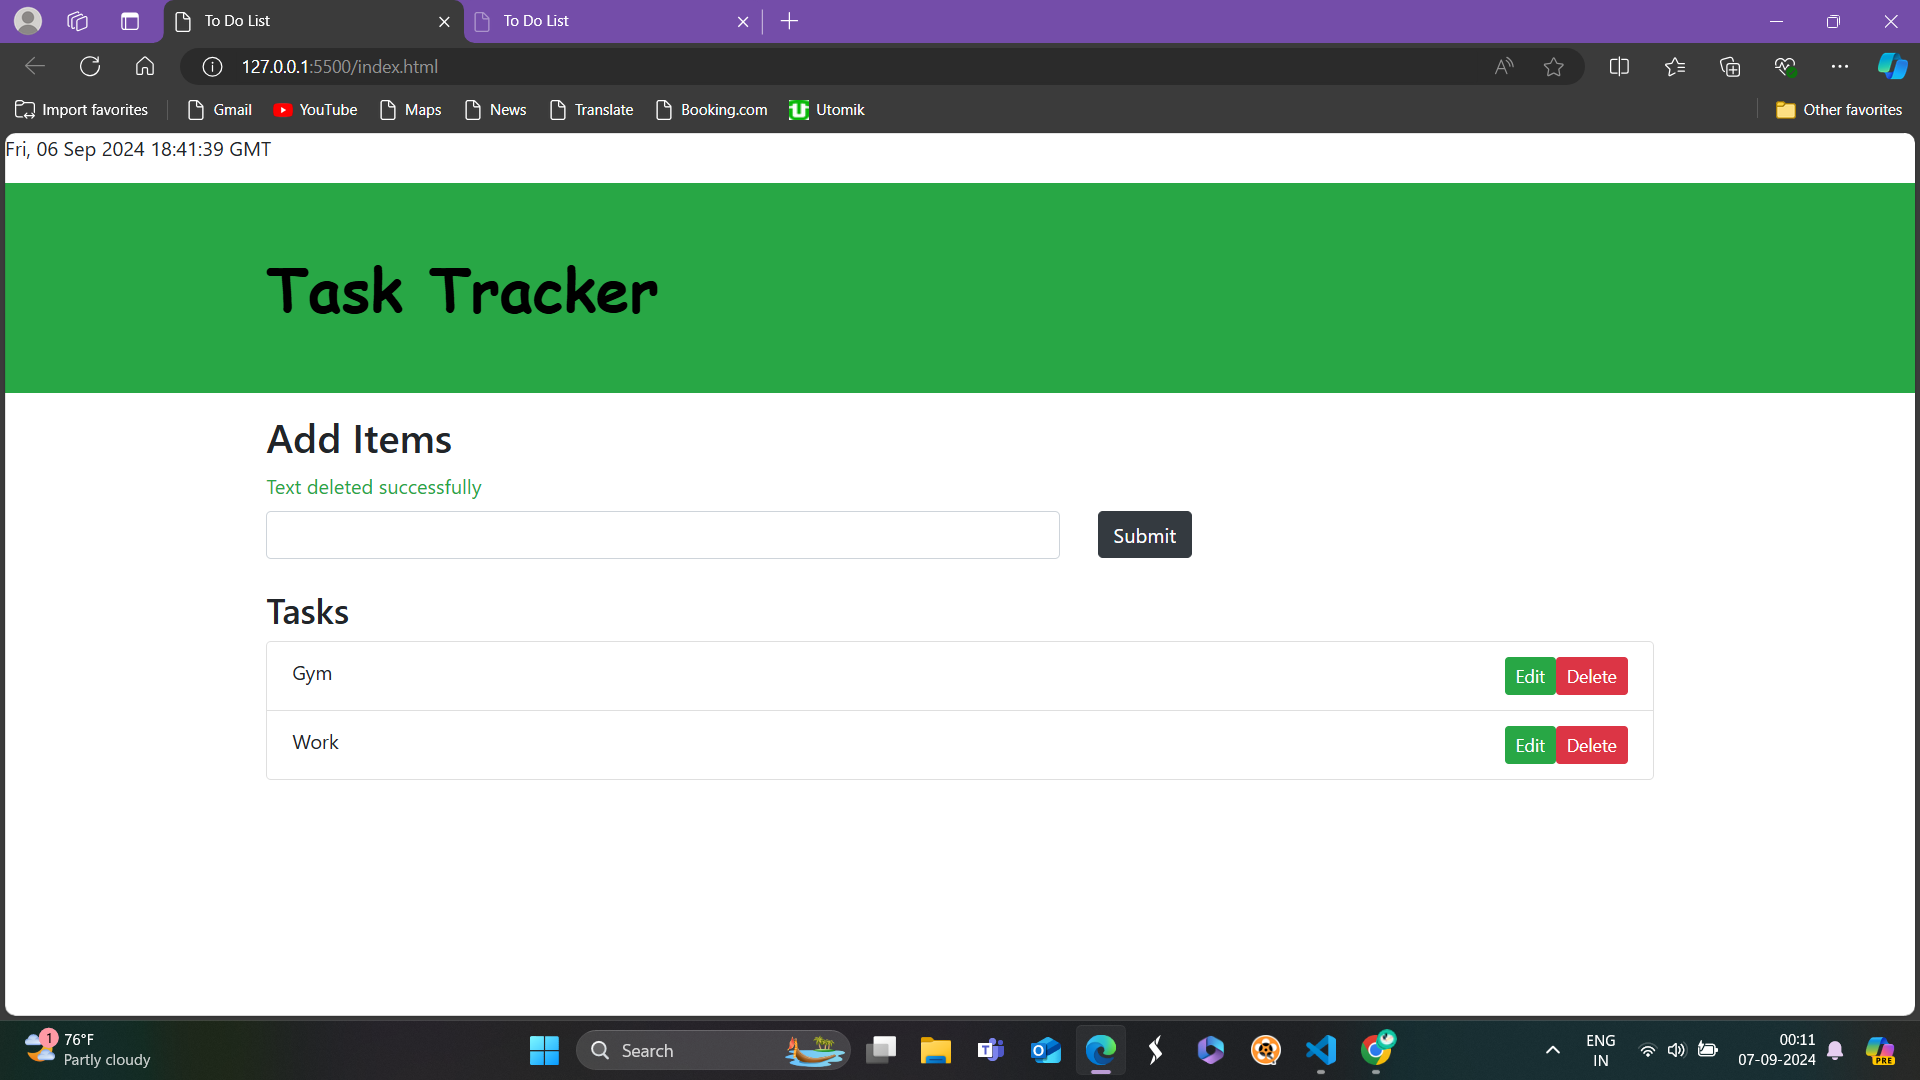 To Do List
To Do List
127.0.0.1:5500/index.html
Import favorites
Gmail
YouTube
Maps
News
Translate
Booking.com
Utomik
Other favorites
Fri, 06 Sep 2024 18:41:39 GMT
Task Tracker
Add Items
Text deleted successfully
Submit
Tasks
Gym
Edit Delete
Work
Edit Delete
1
76°F
Partly cloudy
Search
ENG
IN
00:11
07-09-2024
PRE